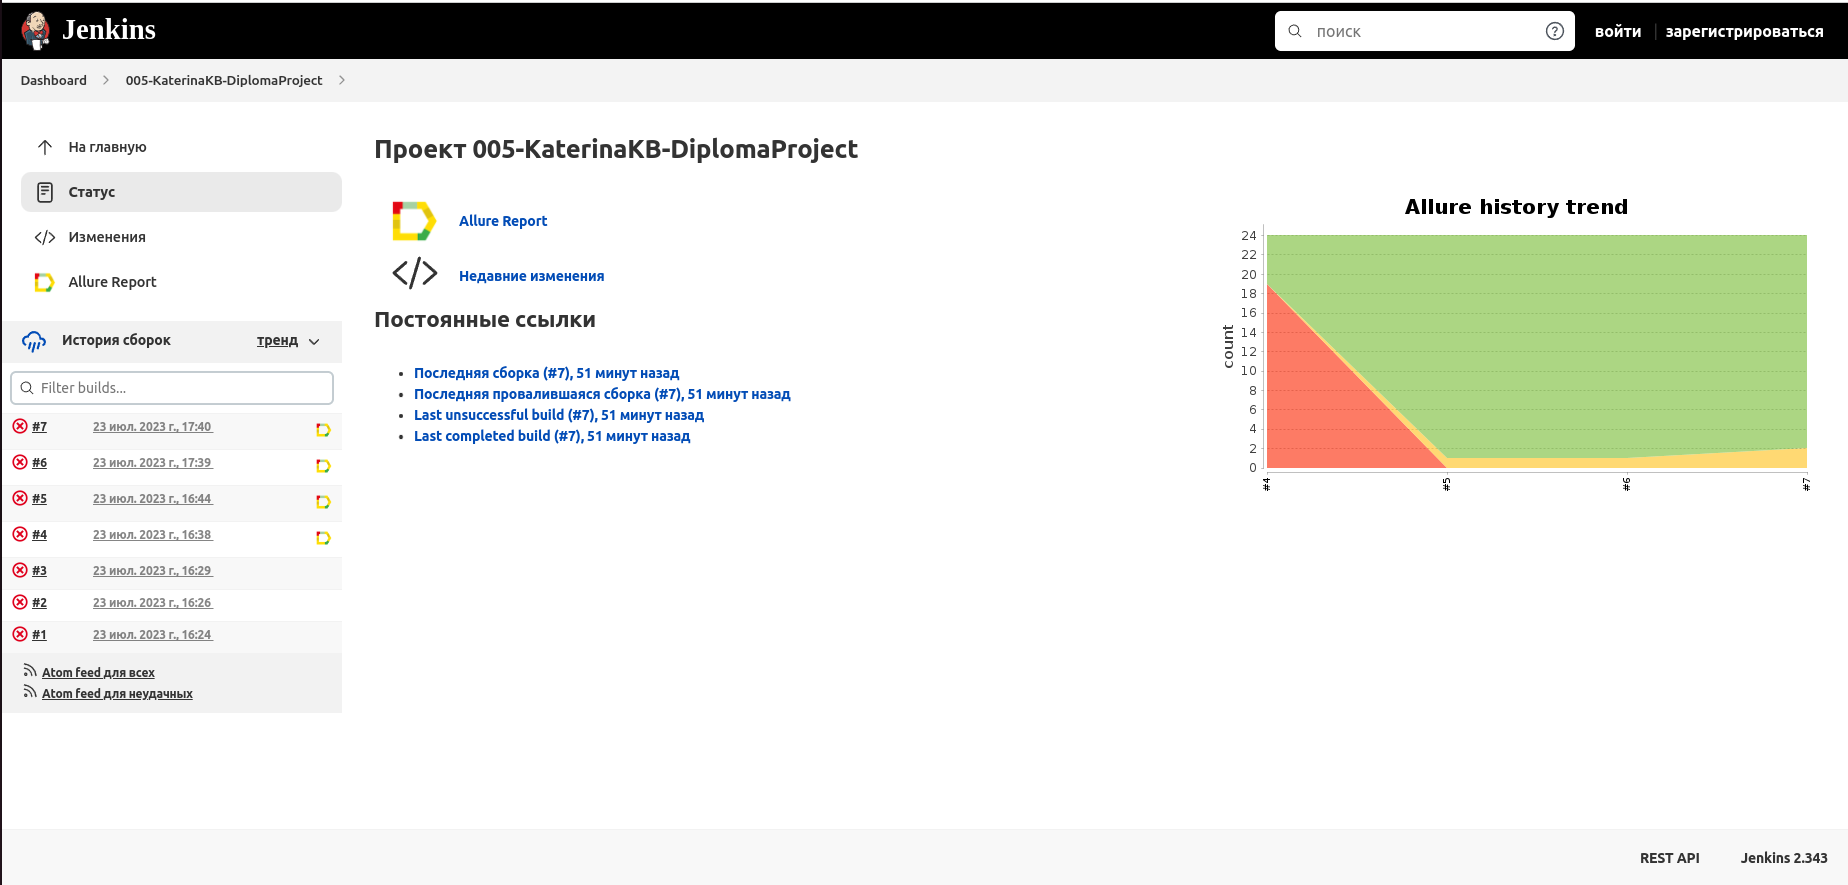 Jenkins
поиск
войти
зарегистрироваться
Dashboard
005-KaterinaKB-DiplomaProject
На главную
Статус
Изменения
Allure Report
История сборок
тренд
Filter builds...
#7 23 июл. 2023 г., 17:40
#6 23 июл. 2023 г., 17:39
#5 23 июл. 2023 г., 16:44
#4 23 июл. 2023 г., 16:38
#3 23 июл. 2023 г., 16:29
#2 23 июл. 2023 г., 16:26
#1 23 июл. 2023 г., 16:24
Atom feed для всех
Atom feed для неудачных
Проект 005-KaterinaKB-DiplomaProject
Allure Report
Недавние изменения
Постоянные ссылки
Последняя сборка (#7), 51 минут назад
Последняя провалившаяся сборка (#7), 51 минут назад
Last unsuccessful build (#7), 51 минут назад
Last completed build (#7), 51 минут назад
Allure history trend
24
22
20
18
16
14
12
10
8
6
4
2
0
count
#4
#5
#6
#7
REST API
Jenkins 2.343